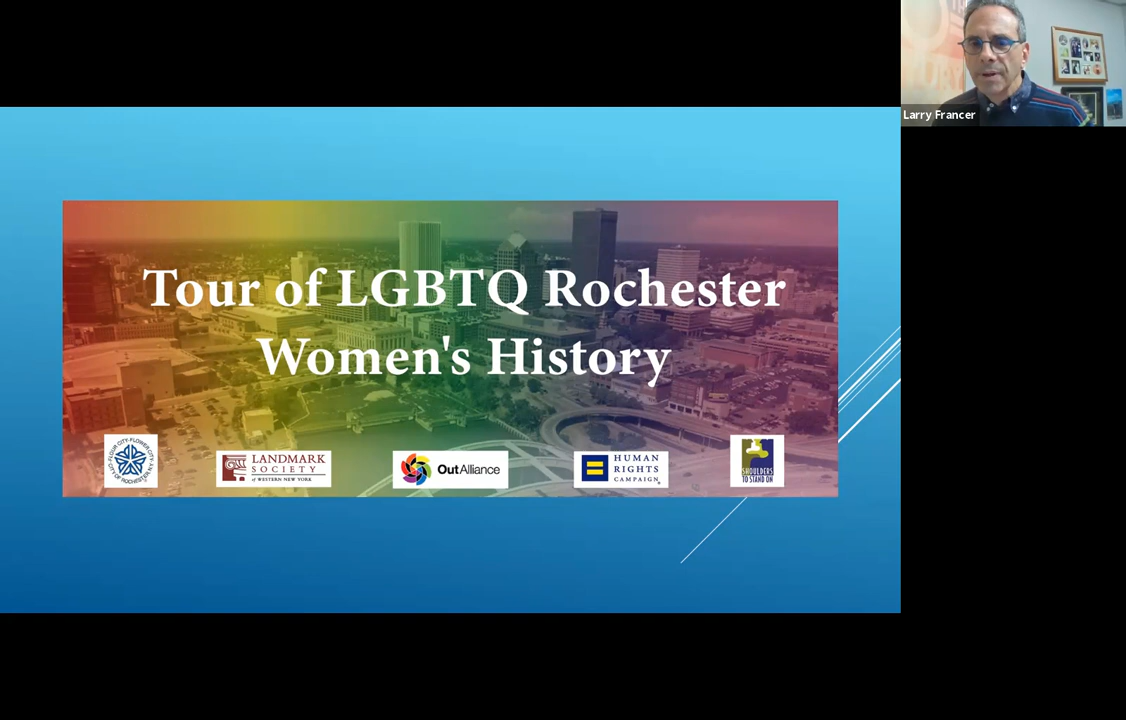 Larry Francer
Tour of LGBTQ Rochester
Women's History
LANDMARK
SOCIETY
of WESTERN NEW YORK
OutAlliance
HUMAN
RIGHTS
CAMPAIGN
SHOULDERS
TO STAND ON